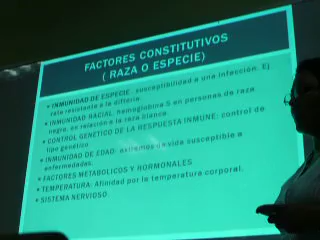 FACTORES CONSTITUTIVOS
( RAZA O ESPECIE)
• INMUNIDAD DE ESPECIE: susceptibilidad a una infección. Ej
rata resistente a la difteria.
• INMUNIDAD RACIAL: hemoglobina S en personas de raza
negra, en relación a la raza blanca
• CONTROL GENETICO DE LA RESPUESTA INMUNE: control de
tipo genético
• INMUNIDAD DE EDAD: extremos de vida susceptible a
enfermedades.
• FACTORES METABOLICOS Y HORMONALES
• TEMPERATURA: Afinidad por la temperatura corporal.
• SISTEMA NERVIOSO